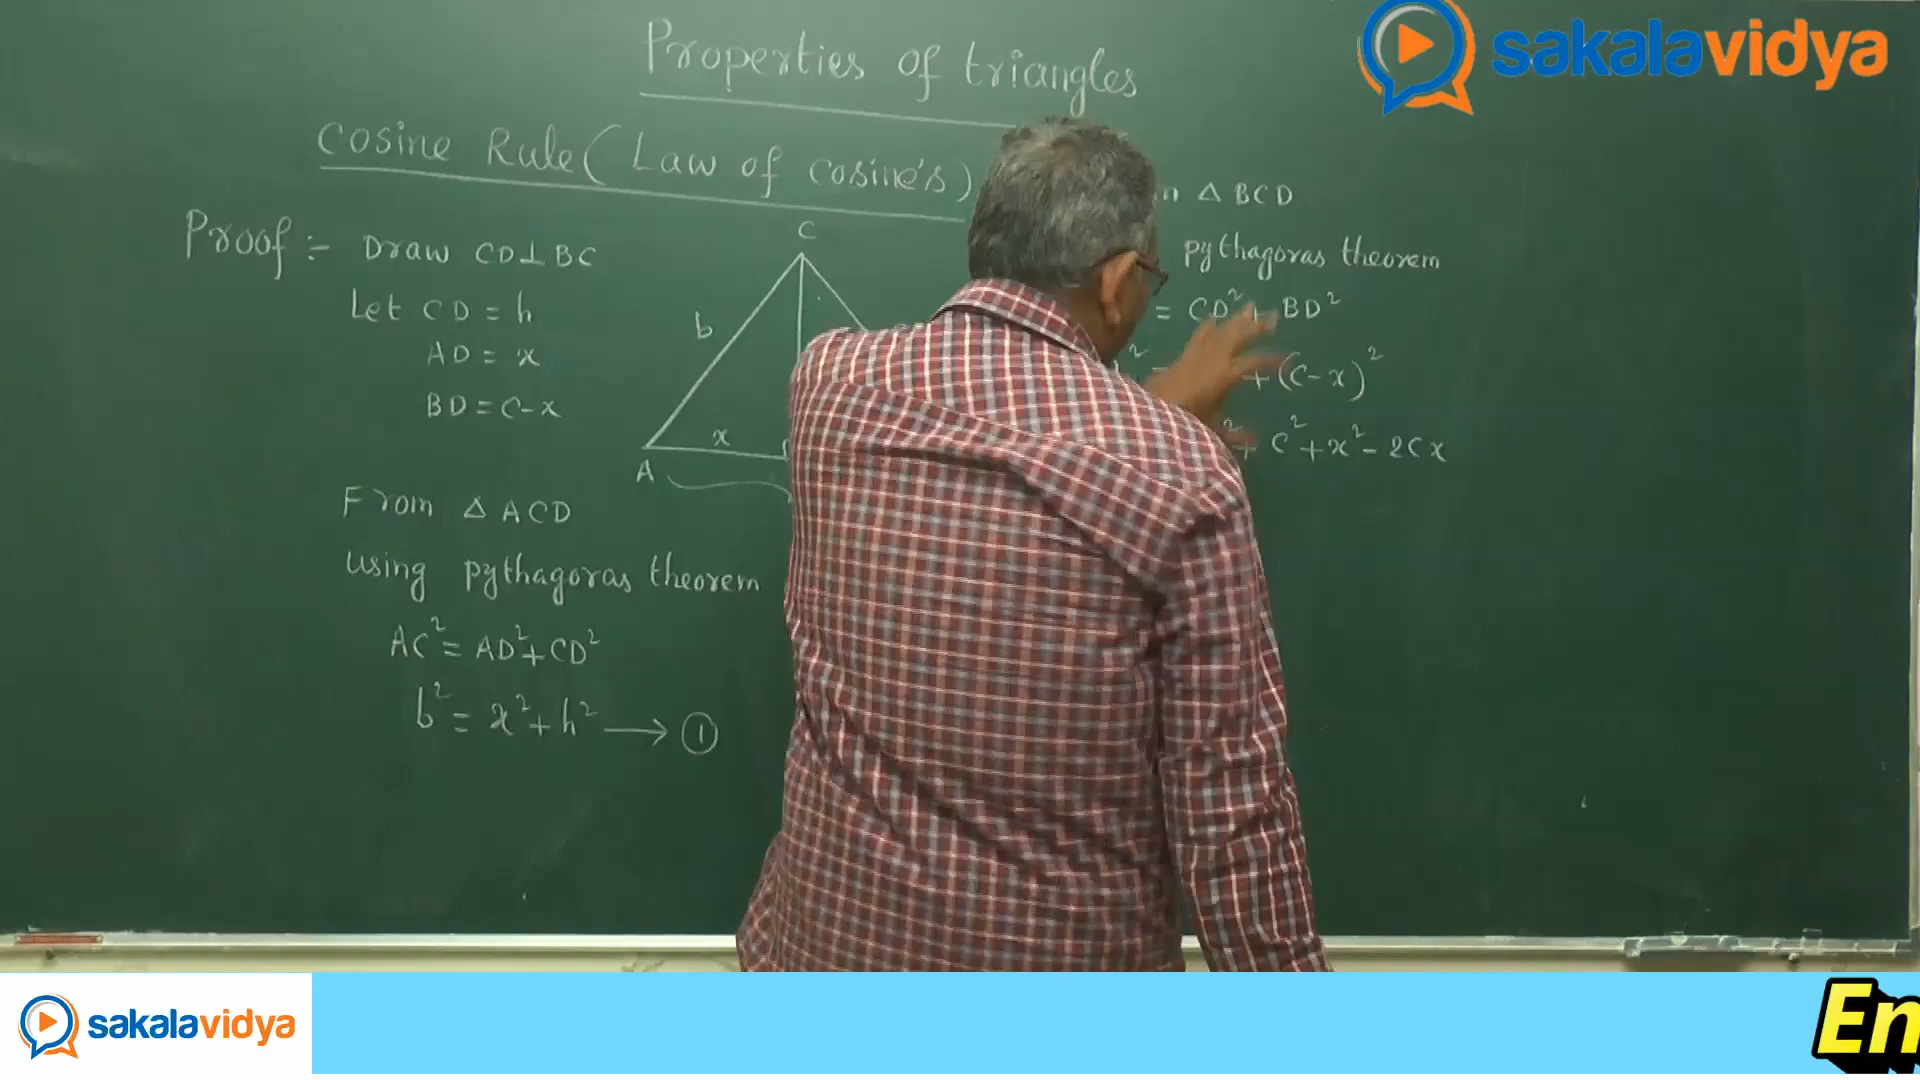 sakalavidya
Properties of triangles
Cosine Rule (Law of cosine's)
Proof :- Draw CD⊥BC
Let CD = h
AD = x
BD = C-x
From △ ACD
using pythagoras theorem
AC² = AD² + CD²
b² = x² + h² → ①
C
b
x
A
△ BCD
pythagoras theorem
= CD² + BD²
+ (C-x)²
+ C² + x² - 2Cx
sakalavidya
En